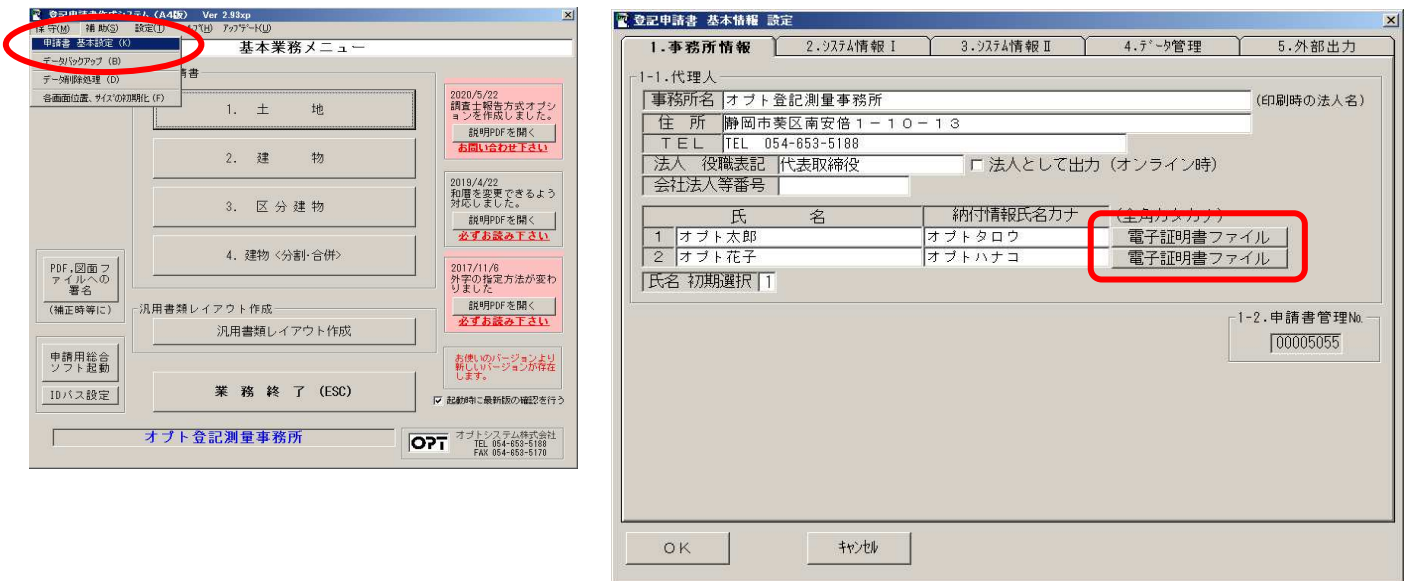 登記申請書作成システム（A4版） Ver 2.93xp
保守(M) 補助(S) 設定(T) ヘルプ(H) アップデート(U)
申請書 基本設定 (K)
データバックアップ (B)
データ削除処理 (D)
各画面位置、サイズの初期化 (F)
基本業務メニュー
請書
1. 土 地
2. 建 物
3. 区 分 建 物
4. 建物 <分割･合併>
PDF,図面フ
ァイルへの
署名
(補正時等に)
申請用総合
ソフト起動
IDパス設定
汎用書類レイアウト作成
汎用書類レイアウト作成
業 務 終 了 (ESC)
2020/5/22
調査士報告方式オプシ
ョンを作成しました。
説明PDFを開く
お問い合わせ下さい
2019/4/22
和暦を変更できるよう
対応しました。
説明PDFを開く
必ずお読み下さい
2017/11/6
外字の指定方法が変わ
りました
説明PDFを開く
必ずお読み下さい
お使いのバージョンより
新しいバージョンが存在
します。
起動時に最新版の確認を行う
オプト登記測量事務所
OPT
オプトシステム株式会社
TEL 054-653-5188
FAX 054-653-5170
登記申請書 基本情報 設定
1.事務所情報 2.システム情報Ⅰ 3.システム情報Ⅱ 4.データ管理 5.外部出力
1-1.代理人
事務所名 オプト登記測量事務所 (印刷時の法人名)
住 所 静岡市葵区南安倍１－１０－１３
ＴＥＬ TEL 054-653-5188
法人 役職表記 代表取締役 法人として出力 (オンライン時)
会社法人等番号
氏 名 納付情報氏名カナ (全角カタカナ)
1 オプト太郎 オプトタロウ 電子証明書ファイル
2 オプト花子 オプトハナコ 電子証明書ファイル
氏名 初期選択 1
1-2.申請書管理No.
00005055
ＯＫ キャンセル